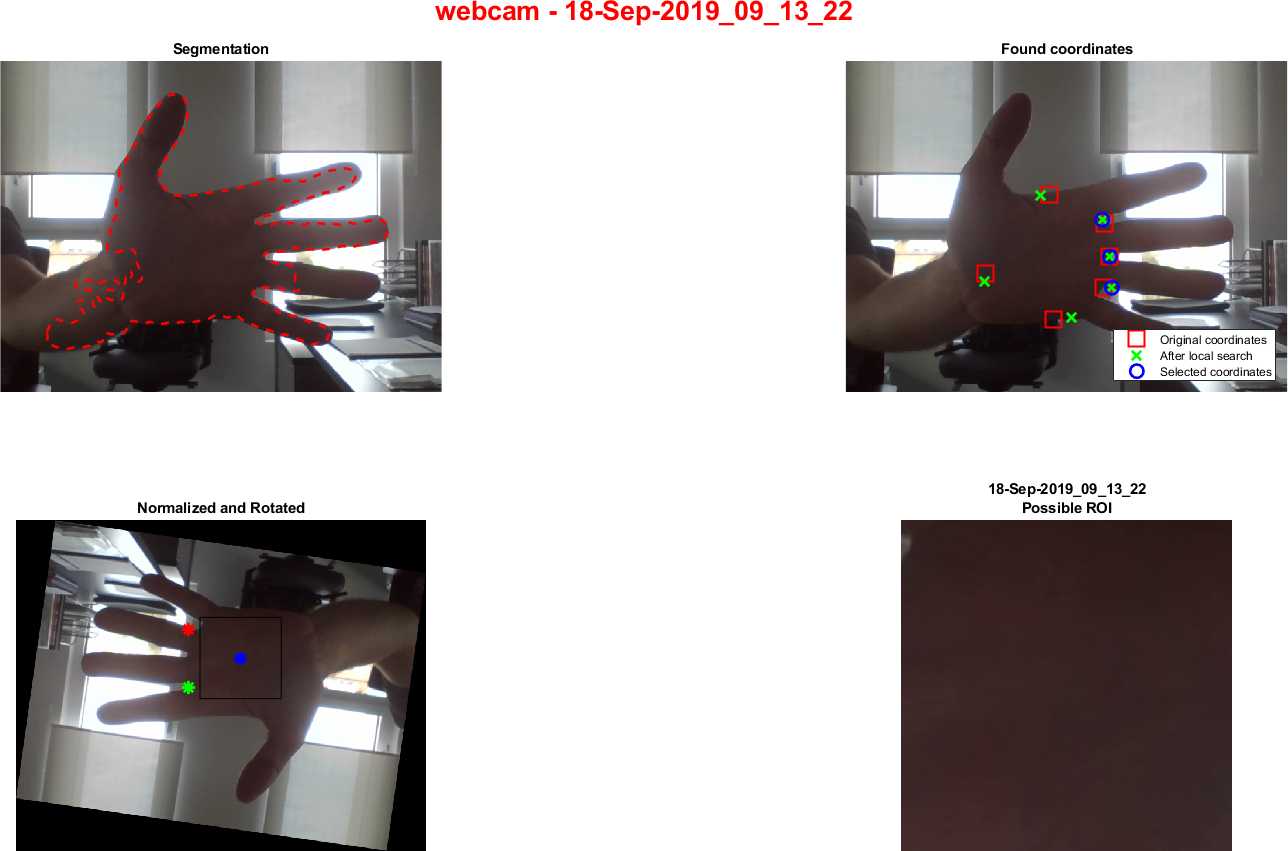 webcam - 18-Sep-2019_09_13_22
Segmentation
Found coordinates
Original coordinates
After local search
Selected coordinates
Normalized and Rotated
18-Sep-2019_09_13_22
Possible ROI